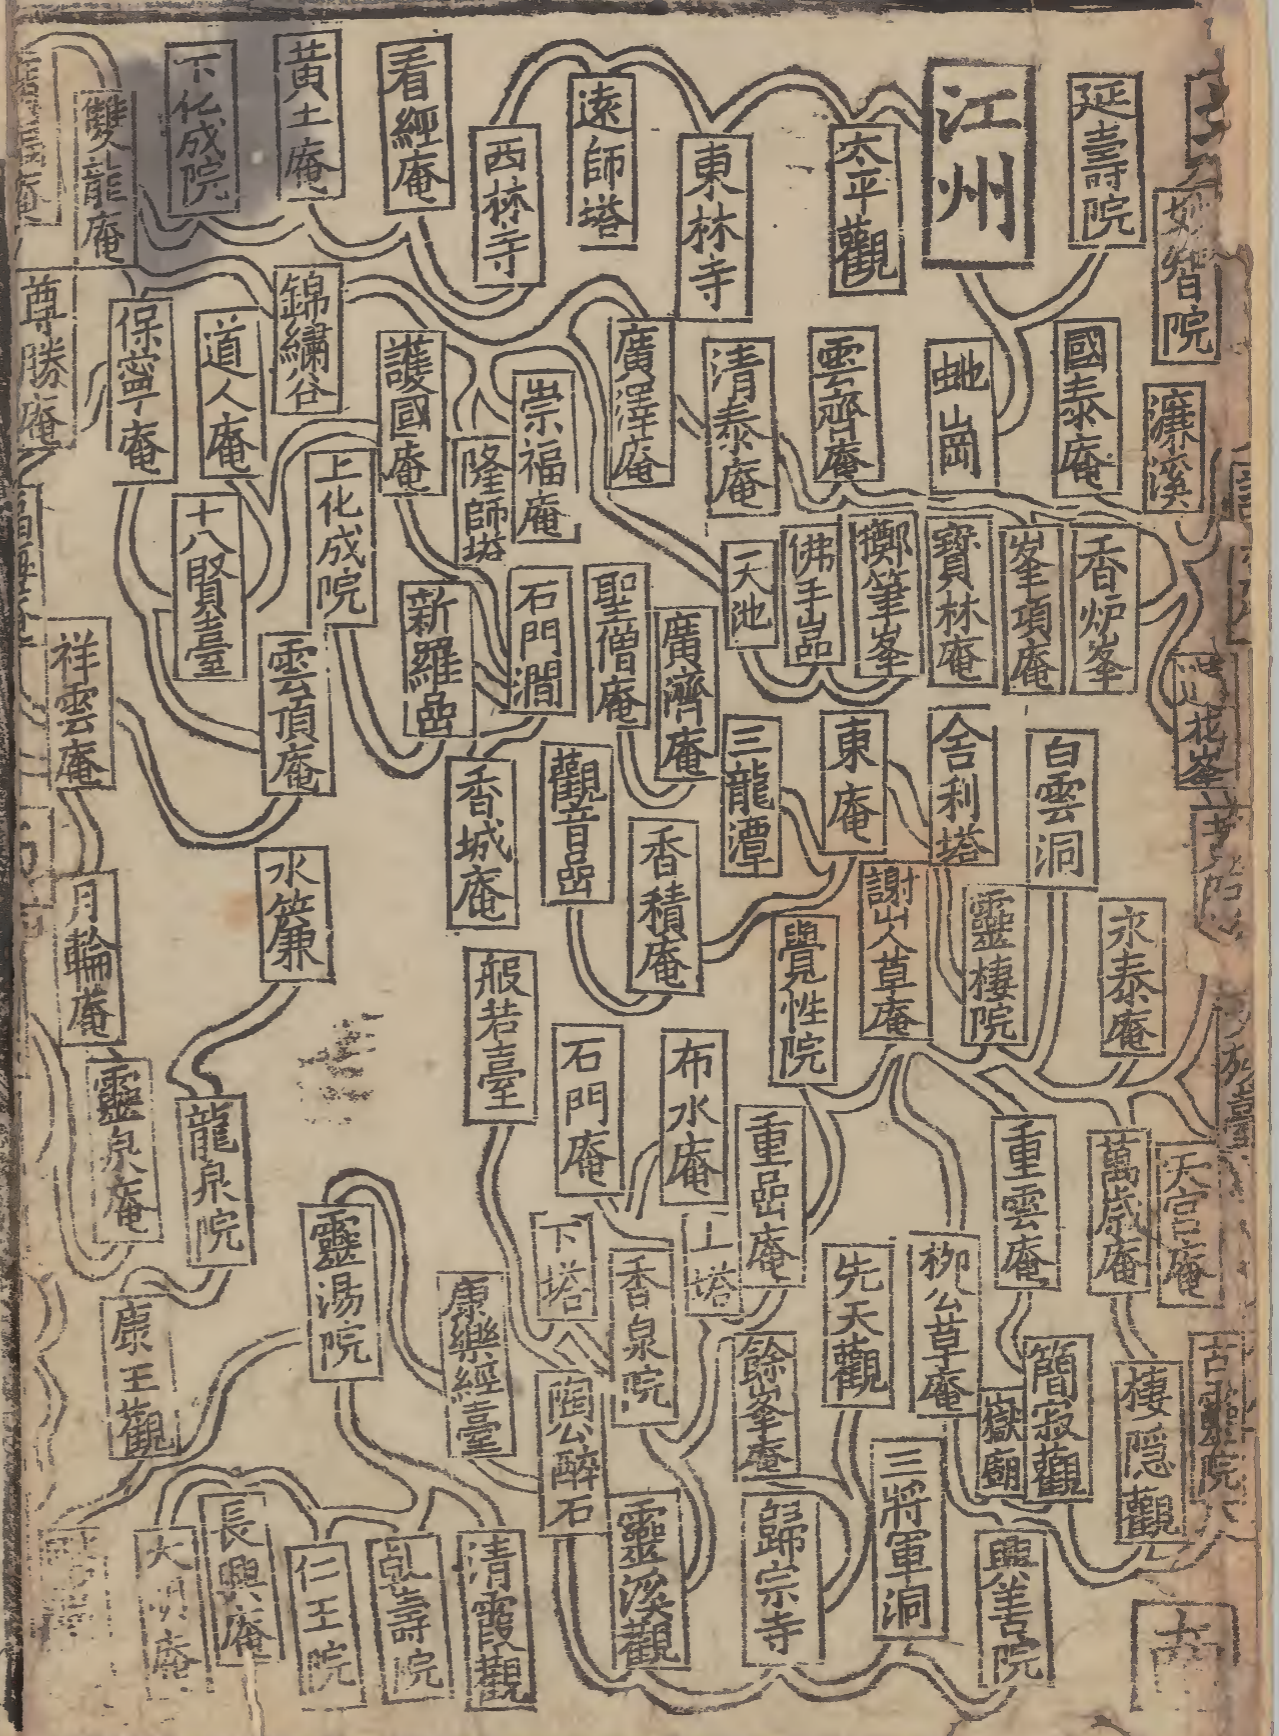 延壽院
江州
太平觀
東林寺
遠師塔
西林寺
看經庵
黃土庵
下化成院
雙龍庵
妙智院
濂溪
國泰庵
虵崗
雲齊庵
清泰庵
廣澤庵
崇福庵
隆師塔
護國庵
錦繡谷
道人庵
保寧庵
尊勝庵
香炉峯
峯項庵
寶林庵
擲筆峯
佛手嵓
天池
廣濟庵
聖僧庵
石門澗
新羅嵓
上化成院
十八賢臺
雲頂庵
祥雲庵
白雲洞
舍利塔
東庵
三龍潭
香積庵
觀音嵓
香城庵
水簾
月輪庵
永泰庵
靈棲院
謝山人草庵
覺性院
布水庵
石門庵
般若臺
龍泉院
靈泉庵
天宮庵
萬歲庵
重雲庵
柳公草庵
先天觀
重嵓庵
上塔
香泉院
下塔
康樂經臺
靈湯院
康王觀
古靈院
棲隱觀
簡寂觀
嶽廟
三將軍洞
餘峯庵
陶公醉石
興善院
歸宗寺
靈溪觀
清霞觀
仁王院
長興庵